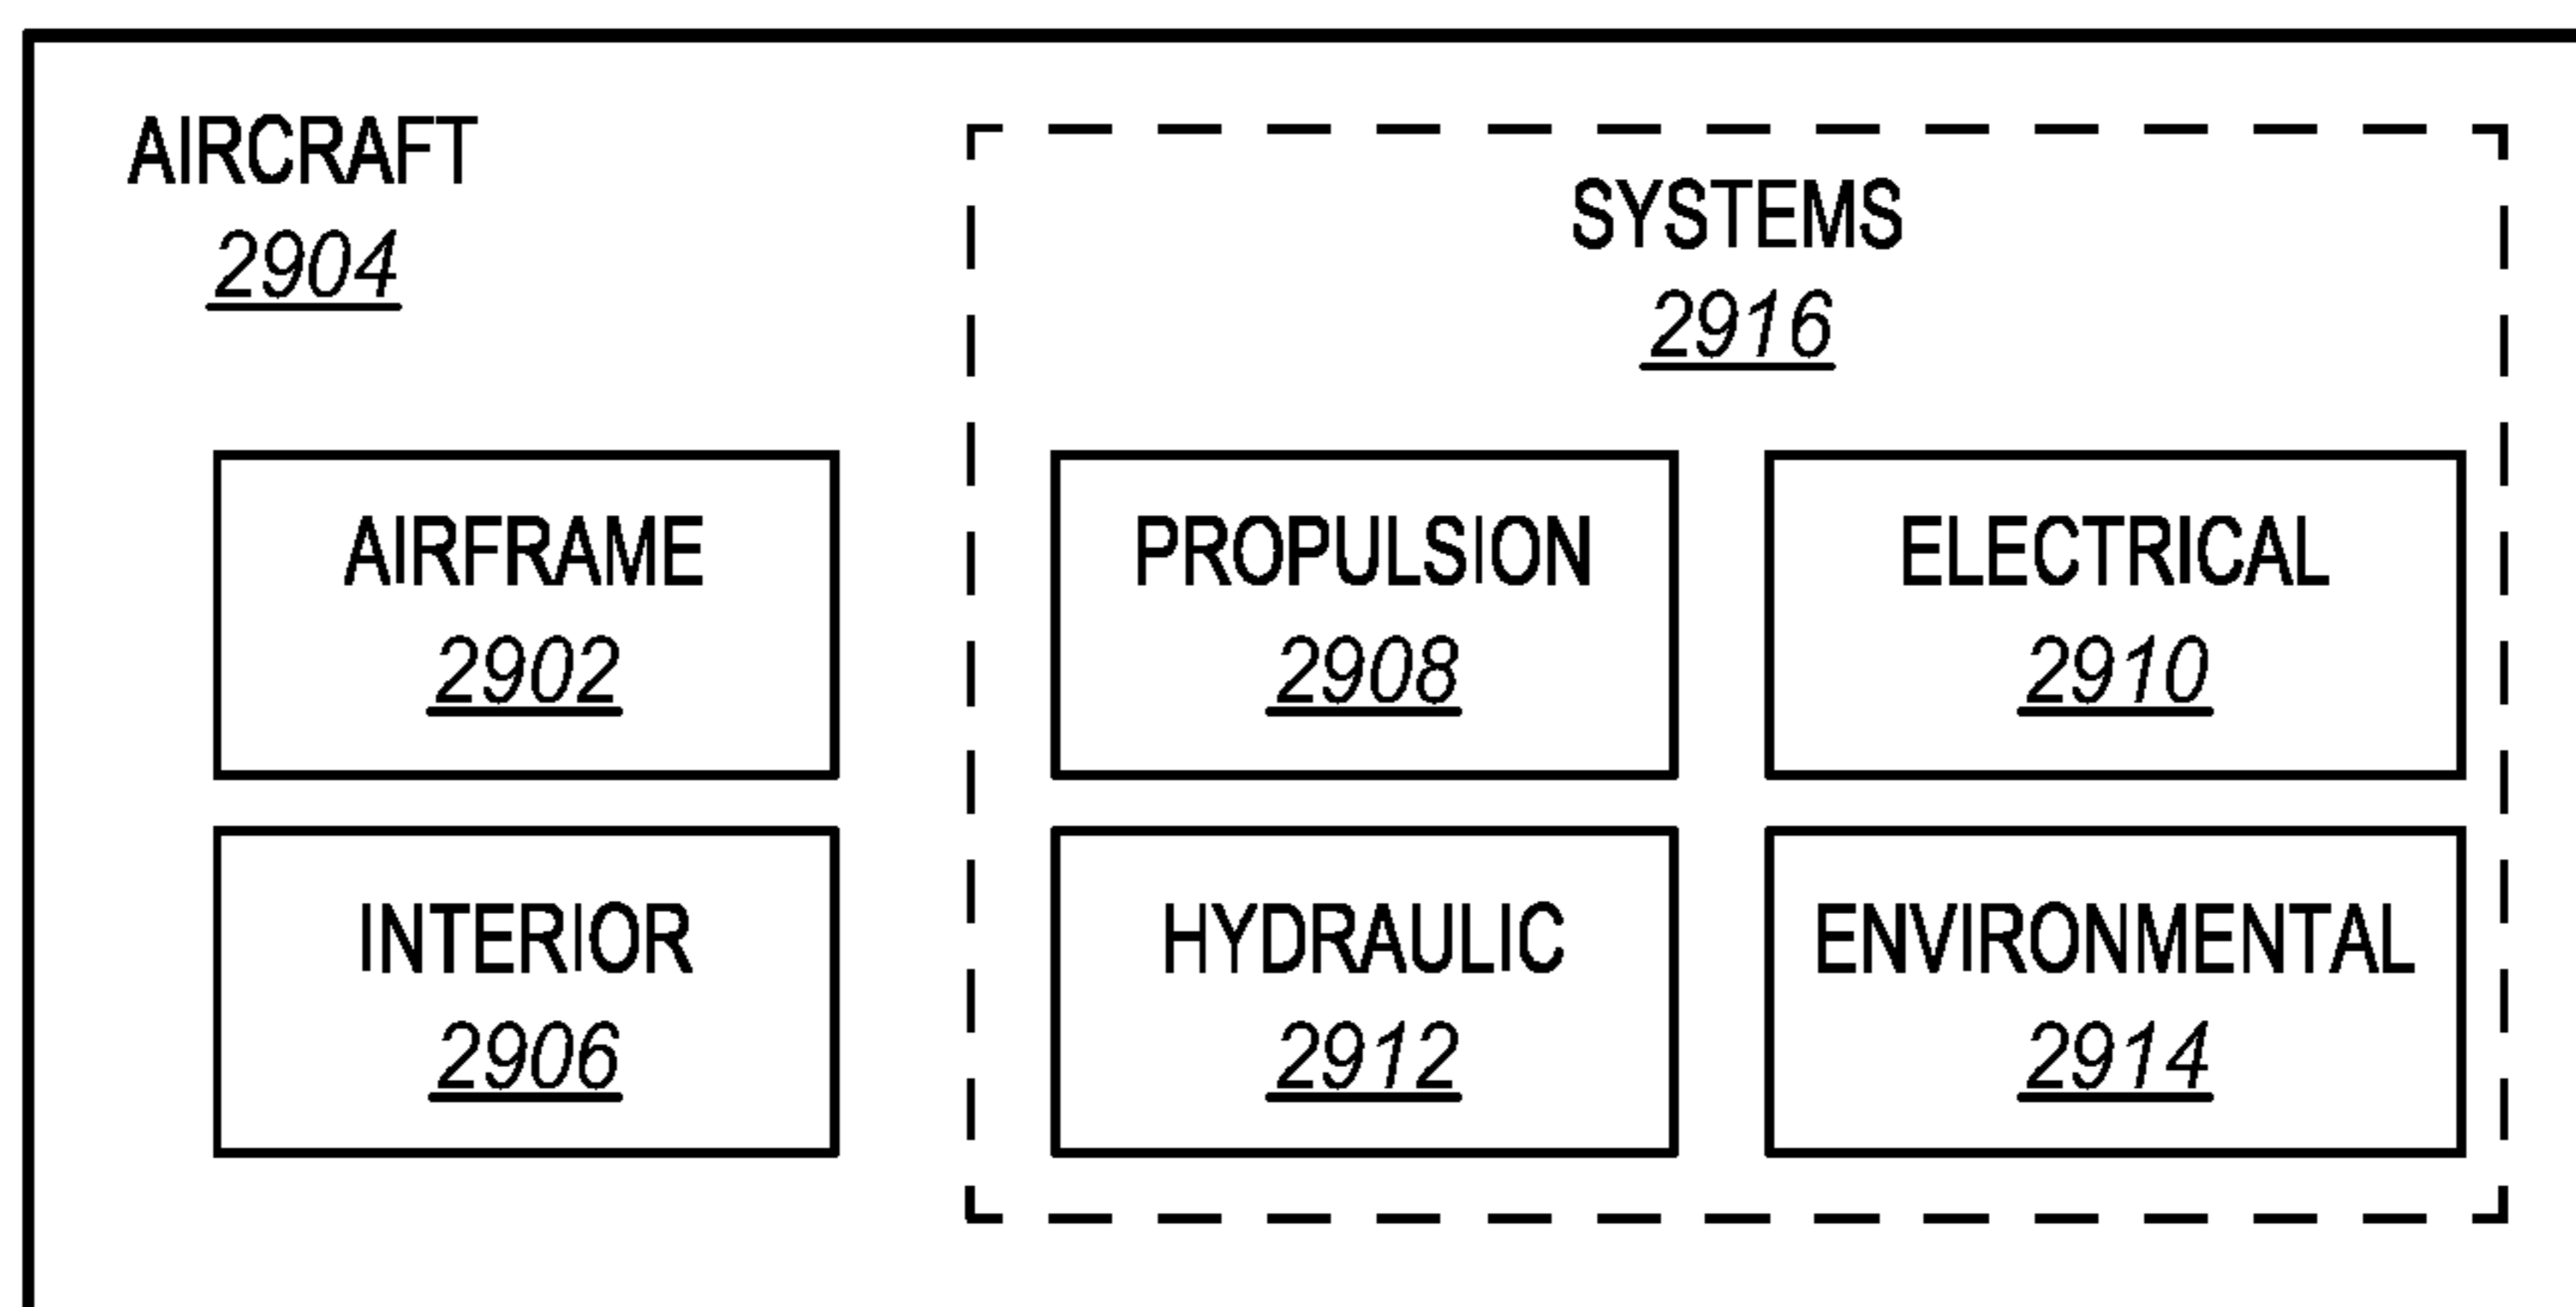 AIRCRAFT
2904
SYSTEMS
2916
AIRFRAME
2902
PROPULSION
2908
ELECTRICAL
2910
INTERIOR
2906
HYDRAULIC
2912
ENVIRONMENTAL
2914